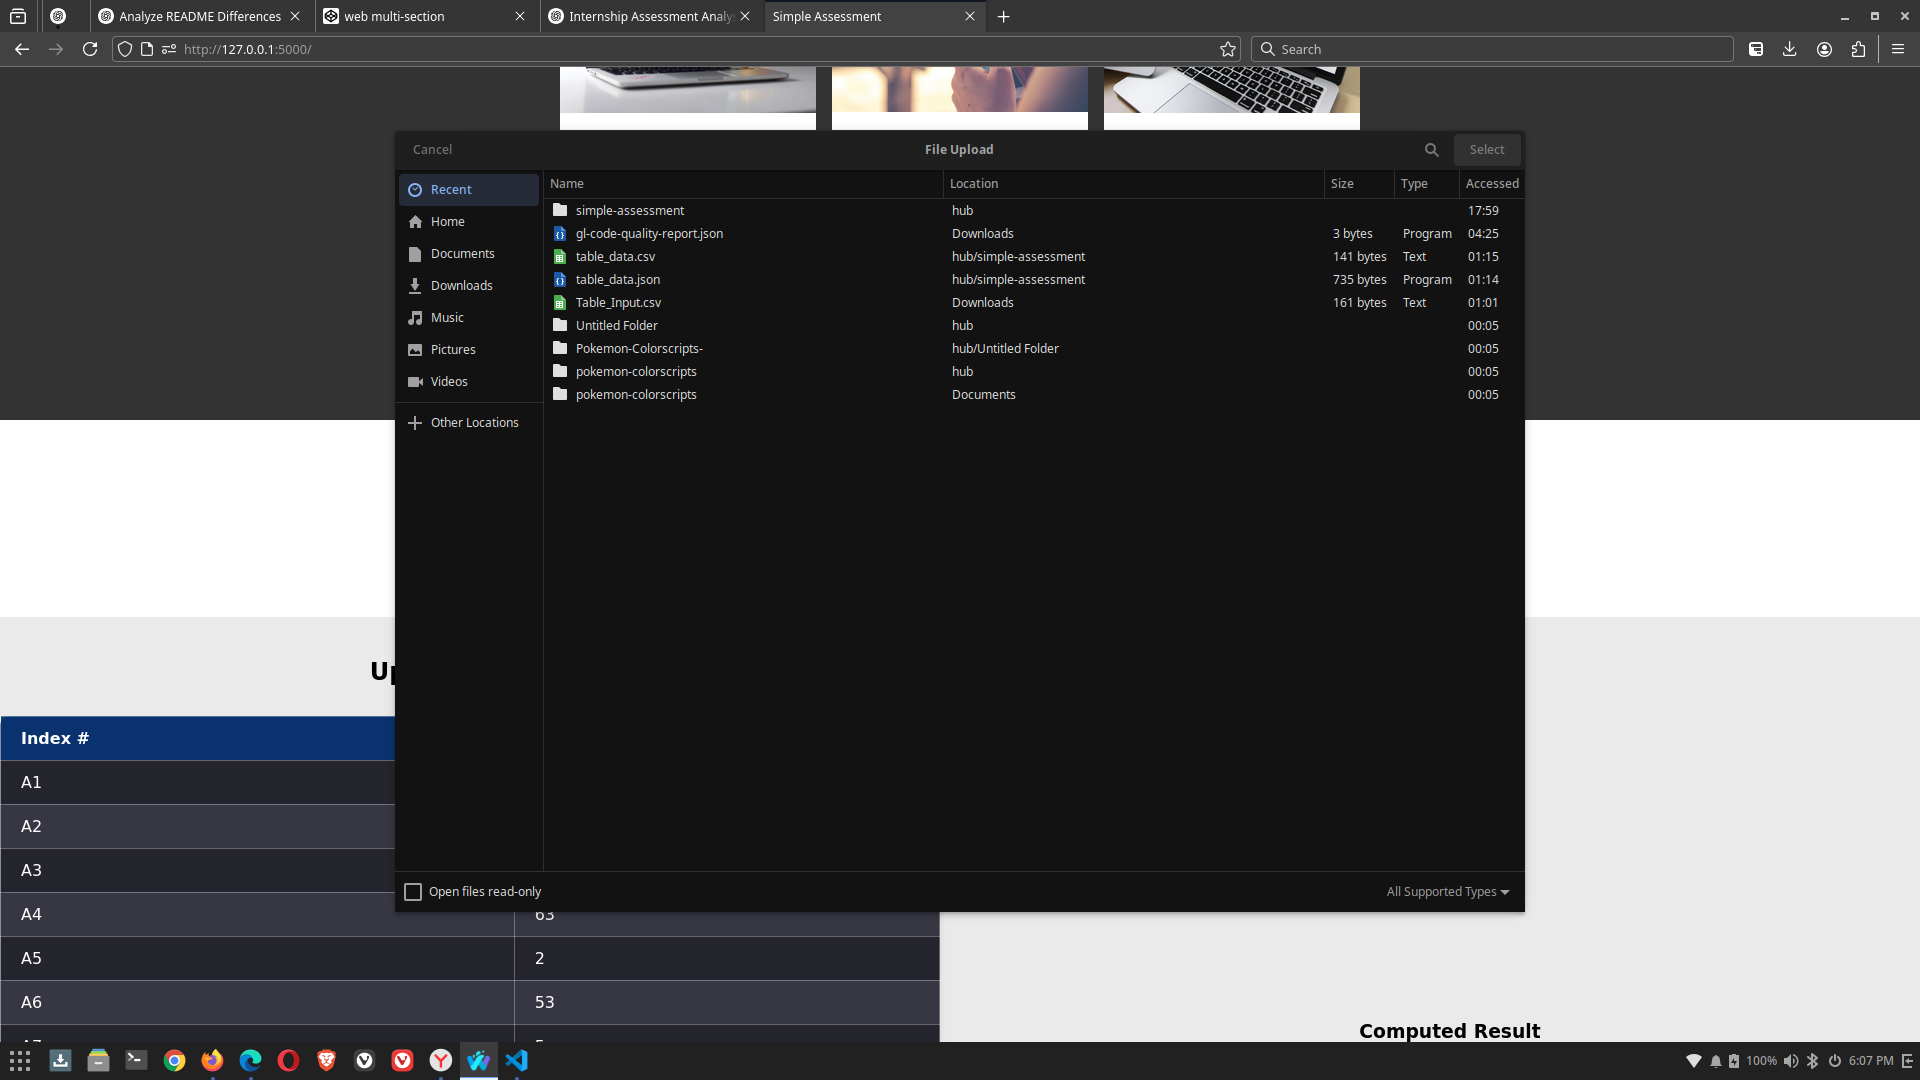 Analyze README Differences
web multi-section
Internship Assessment Analy
Simple Assessment
http://127.0.0.1:5000/
Search
Cancel
File Upload
Select
Recent
Home
Documents
Downloads
Music
Pictures
Videos
Other Locations
Name Location Size Type Accessed
simple-assessment hub 17:59
gl-code-quality-report.json Downloads 3 bytes Program 04:25
table_data.csv hub/simple-assessment 141 bytes Text 01:15
table_data.json hub/simple-assessment 735 bytes Program 01:14
Table_Input.csv Downloads 161 bytes Text 01:01
Untitled Folder hub 00:05
Pokemon-Colorscripts- hub/Untitled Folder 00:05
pokemon-colorscripts hub 00:05
pokemon-colorscripts Documents 00:05
Open files read-only
All Supported Types
Up
Index #
A1
A2
A3
A4 63
A5 2
A6 53
Computed Result
100%
6:07 PM